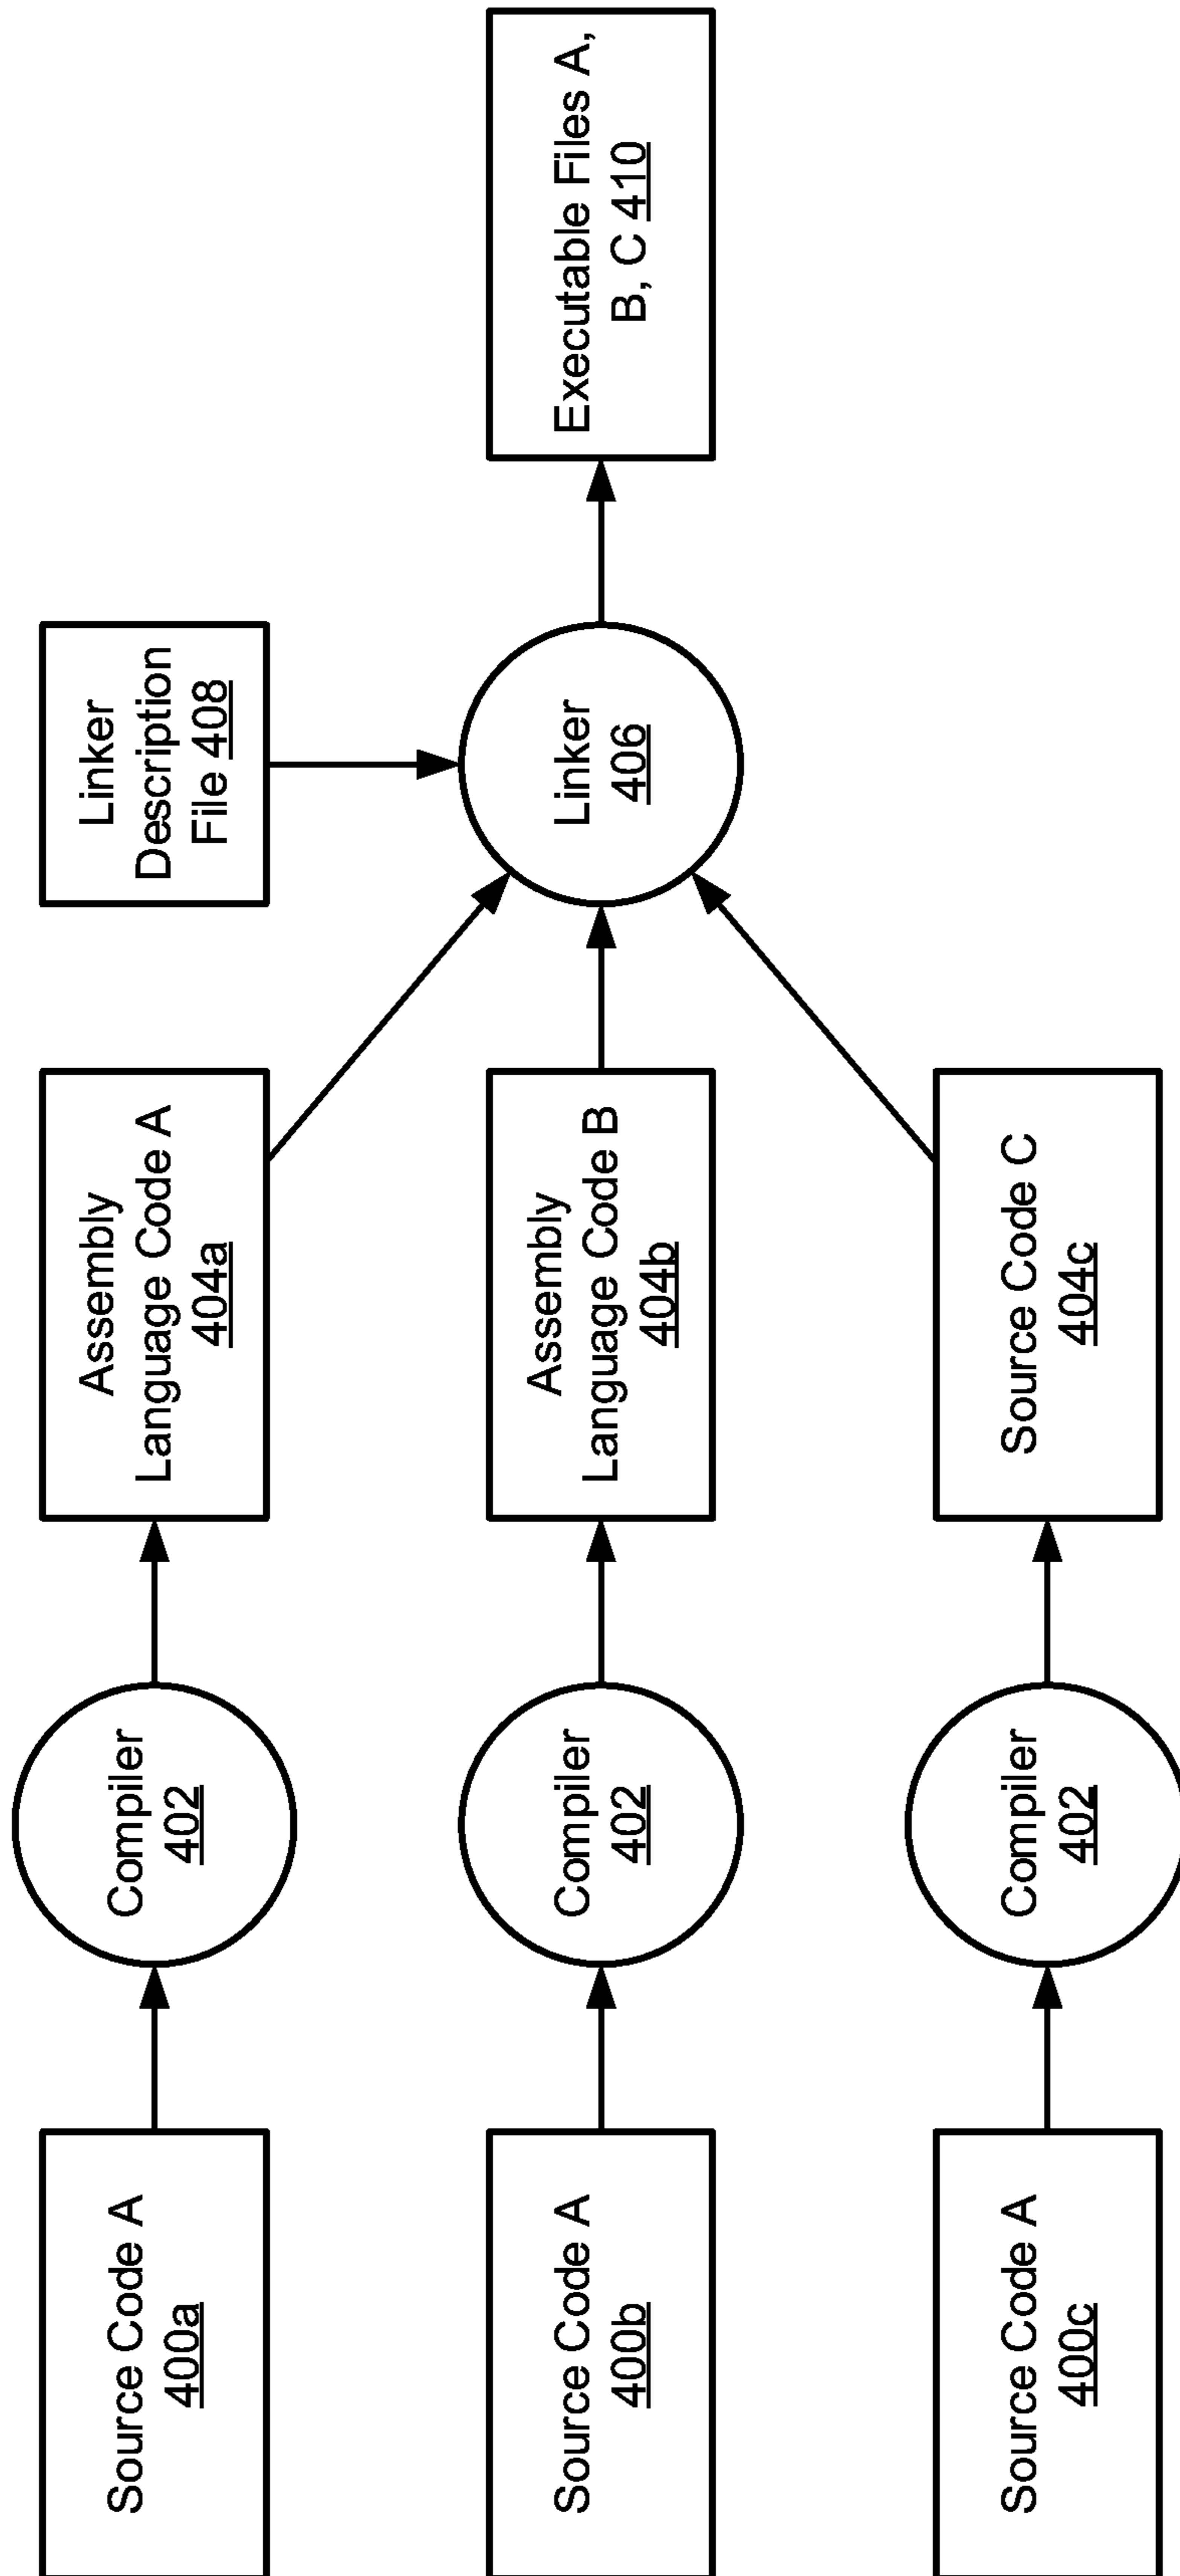 Source Code A
400a
Compiler
402
Assembly
Language Code A
404a
Linker
Description
File 408
Source Code A
400b
Compiler
402
Assembly
Language Code B
404b
Linker
406
Executable Files A,
B, C 410
Source Code A
400c
Compiler
402
Source Code C
404c